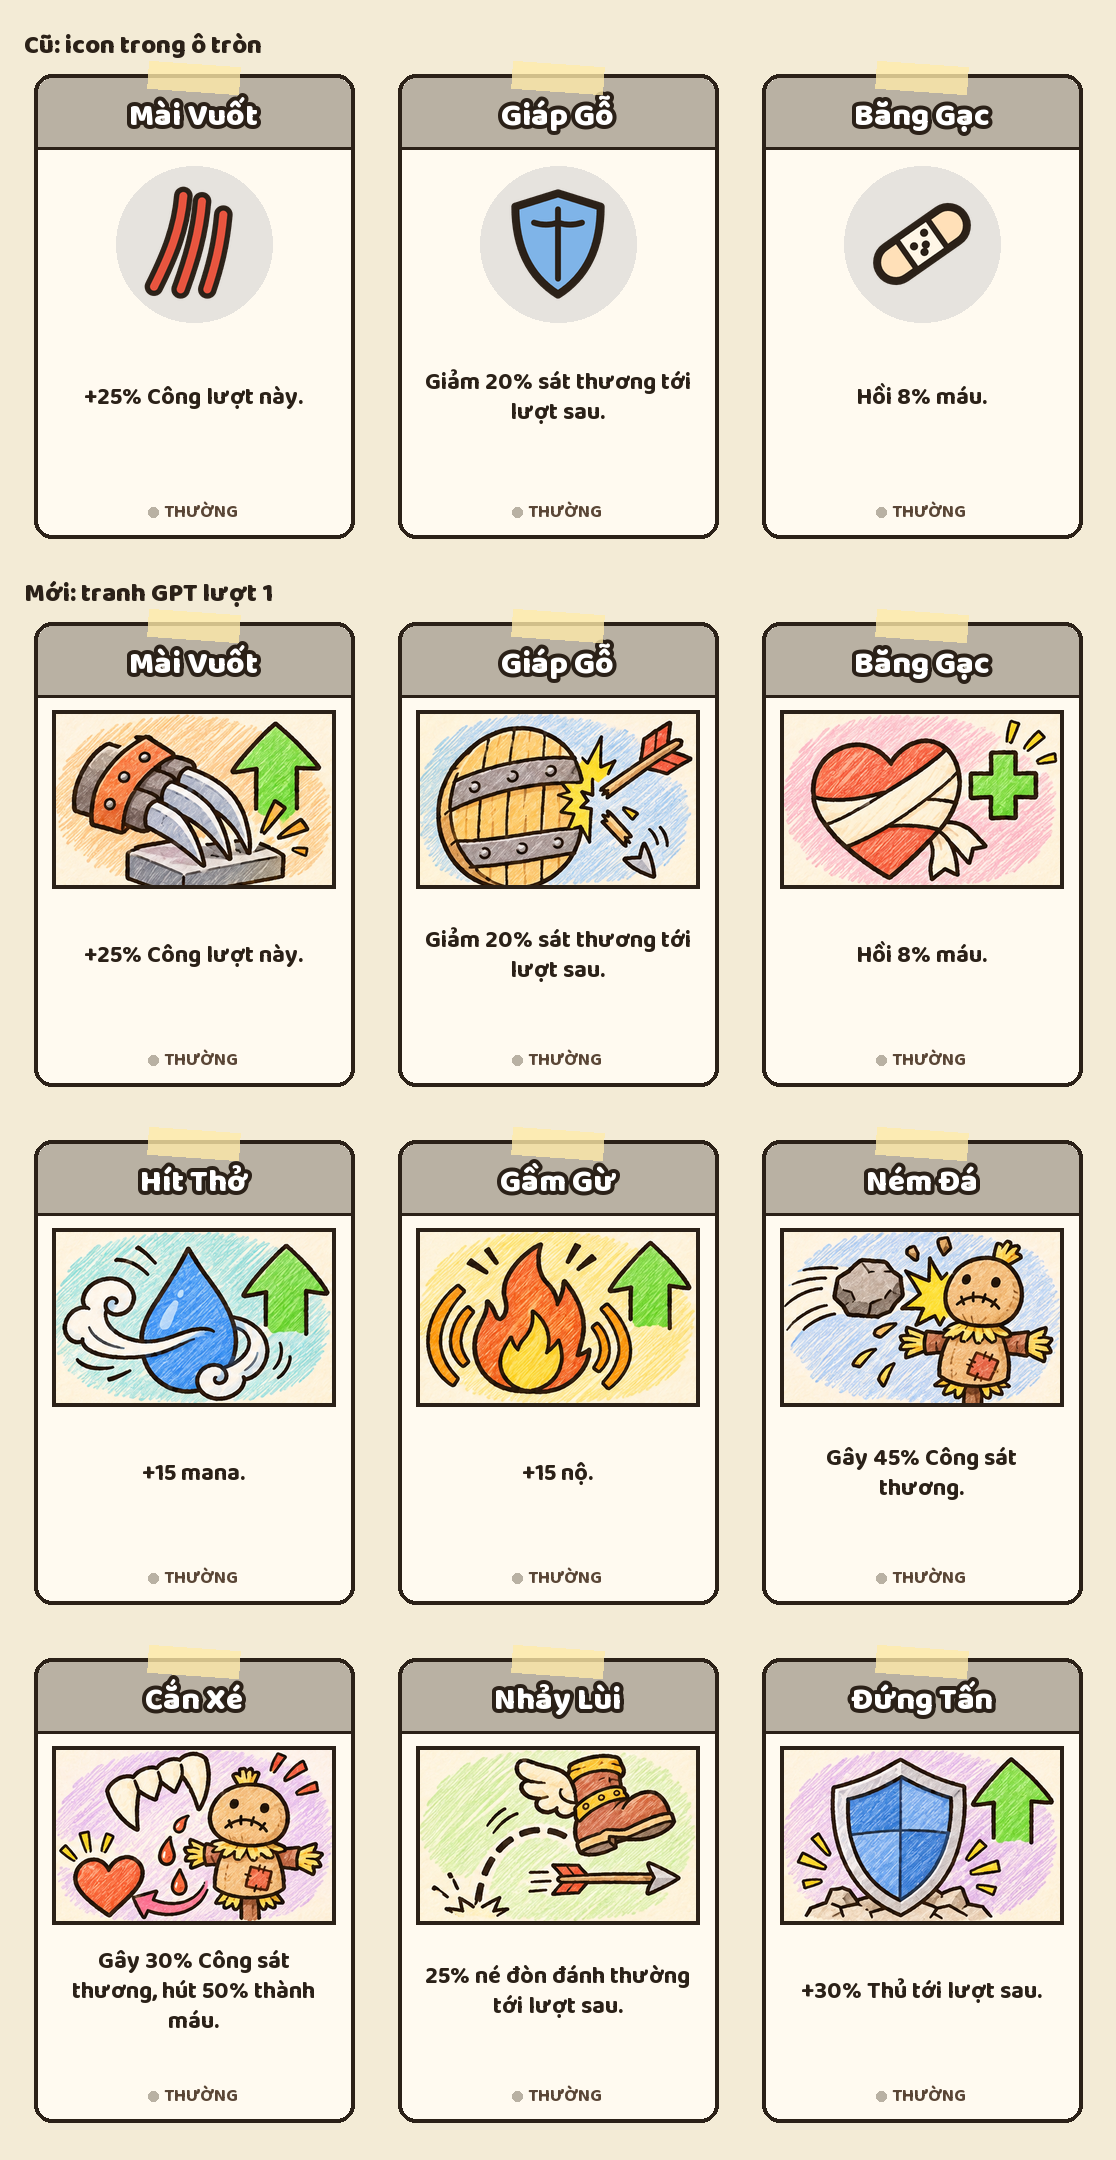 Cũ: icon trong ô tròn
Mài Vuốt
Giáp Gỗ
Băng Gạc
+25% Công lượt này.
Giảm 20% sát thương tới
lượt sau.
Hồi 8% máu.
THƯỜNG
THƯỜNG
THƯỜNG
Mới: tranh GPT lượt 1
Mài Vuốt
Giáp Gỗ
Băng Gạc
+25% Công lượt này.
Giảm 20% sát thương tới
lượt sau.
Hồi 8% máu.
THƯỜNG
THƯỜNG
THƯỜNG
Hít Thở
Gầm Gừ
Ném Đá
+15 mana.
+15 nộ.
Gây 45% Công sát
thương.
THƯỜNG
THƯỜNG
THƯỜNG
Cắn Xé
Nhảy Lùi
Đứng Tấn
Gây 30% Công sát
thương, hút 50% thành
máu.
25% né đòn đánh thường
tới lượt sau.
+30% Thủ tới lượt sau.
THƯỜNG
THƯỜNG
THƯỜNG